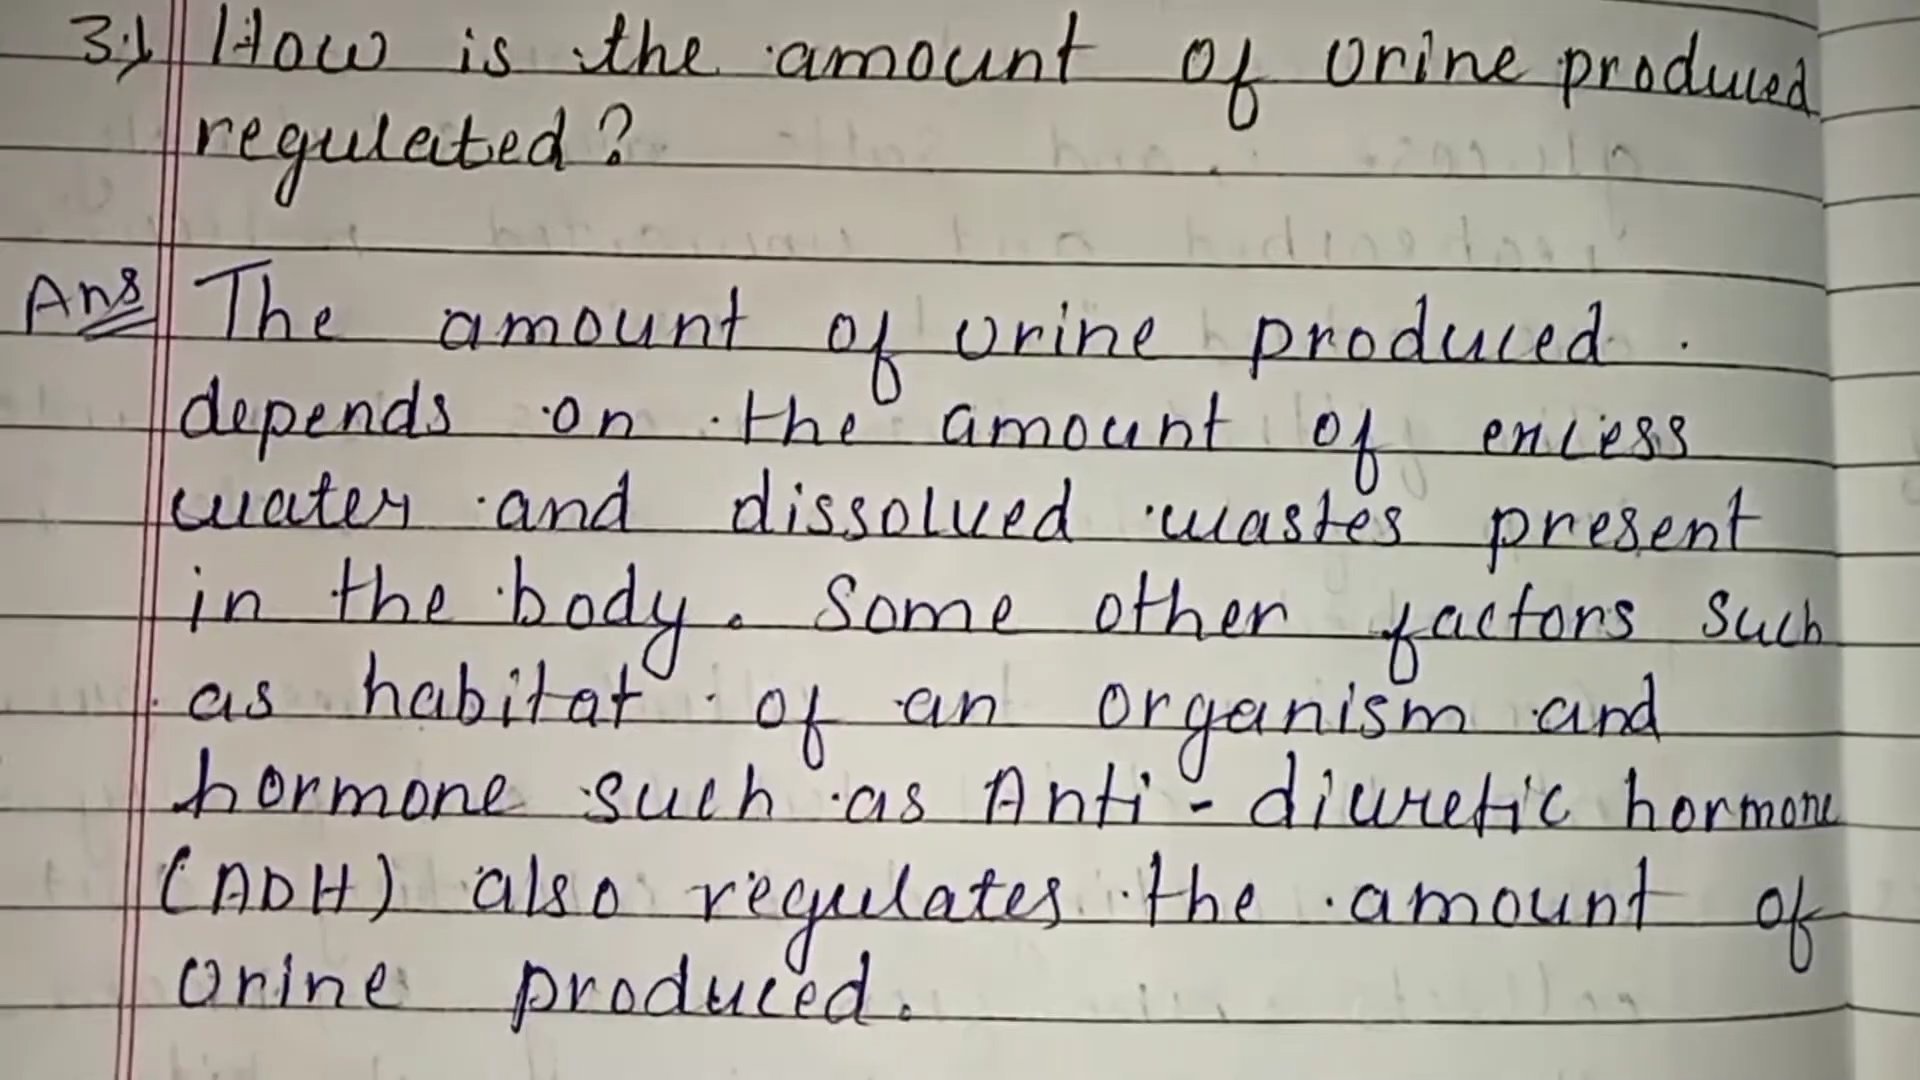 3.) How is the amount of urine produced
regulated?
Ans The amount of urine produced
depends on the amount of excess
water and dissolved wastes present
in the body. Some other factors such
as habitat of an organism and
hormone such as Anti-diuretic hormone
(ADH) also regulates the amount of
urine produced.